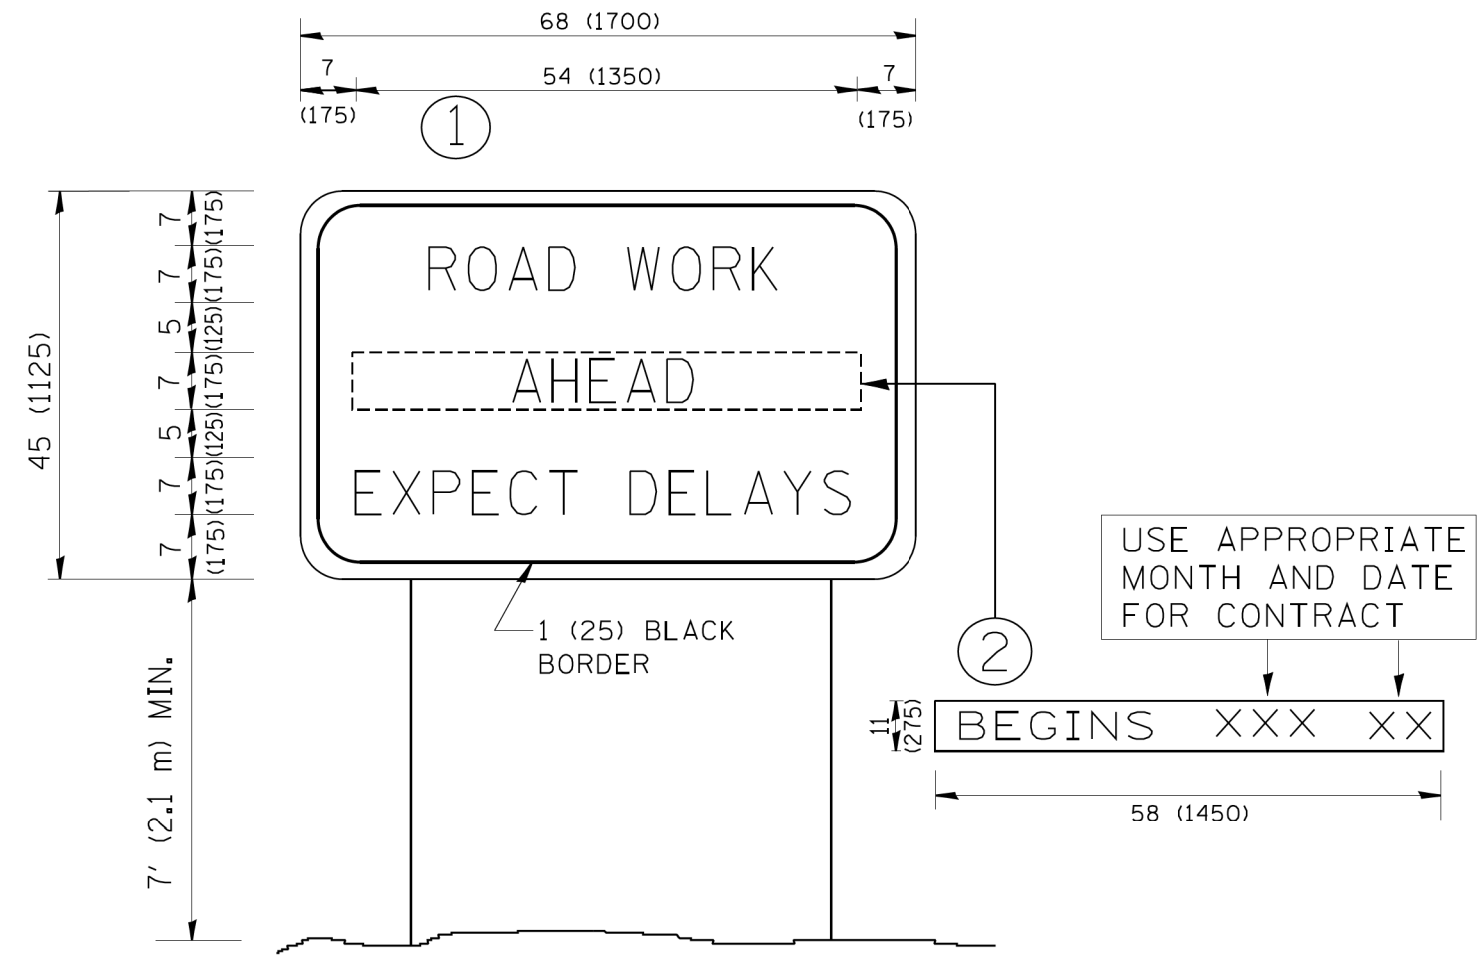 68 (1700)
7
54 (1350)
7
(175)
(175)
1
45 (1125)
7 (175)
7 (175)
5 (125)
7 (175)
5 (125)
7 (175)
7 (175)
ROAD WORK
AHEAD
EXPECT DELAYS
1 (25) BLACK
BORDER
7' (2.1 m) MIN.
USE APPROPRIATE
MONTH AND DATE
FOR CONTRACT
2
11
(275)
BEGINS XXX XX
58 (1450)